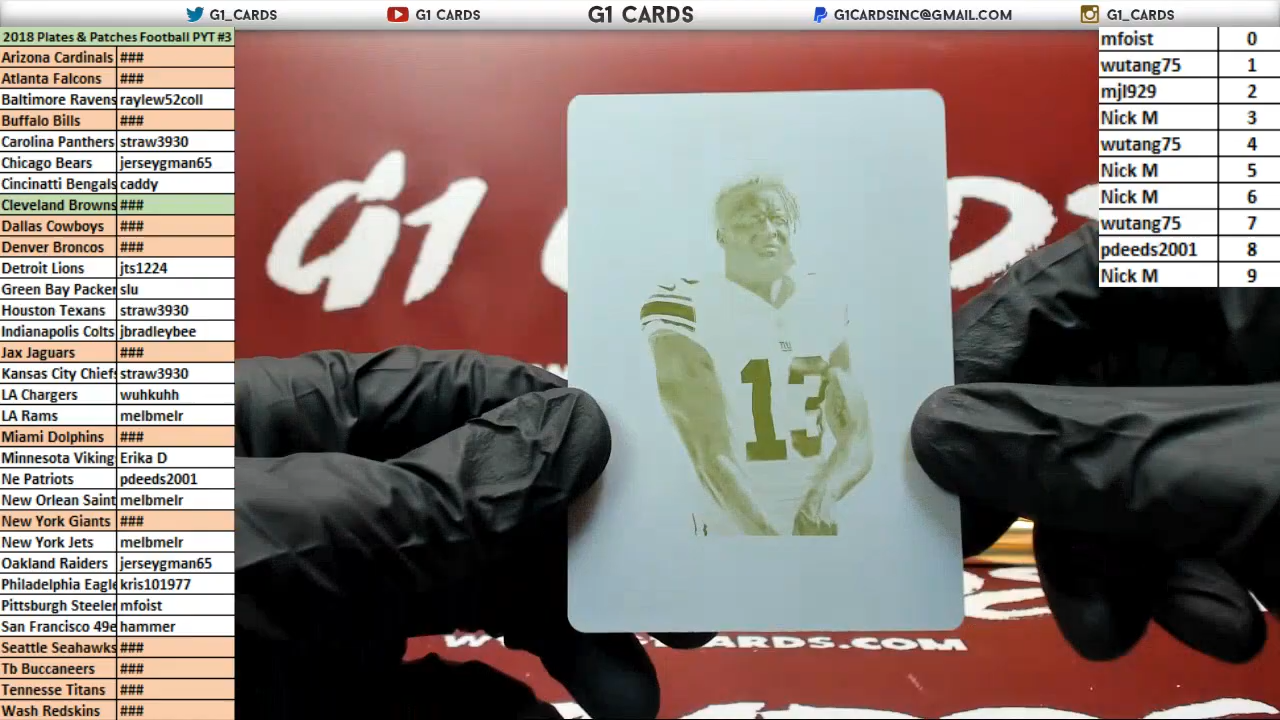 G1_CARDS
G1 CARDS
G1 CARDS
G1CARDSINC@GMAIL.COM
G1_CARDS
2018 Plates & Patches Football PYT #3
Arizona Cardinals ###
Atlanta Falcons ###
Baltimore Ravens raylew52coll
Buffalo Bills ###
Carolina Panthers straw3930
Chicago Bears jerseygman65
Cincinatti Bengals caddy
Cleveland Browns ###
Dallas Cowboys ###
Denver Broncos ###
Detroit Lions jts1224
Green Bay Packer slu
Houston Texans straw3930
Indianapolis Colts jbradleybee
Jax Jaguars ###
Kansas City Chiefs straw3930
LA Chargers wuhkuhh
LA Rams melbmelr
Miami Dolphins ###
Minnesota Viking Erika D
Ne Patriots pdeeds2001
New Orlean Saint melbmelr
New York Giants ###
New York Jets melbmelr
Oakland Raiders jerseygman65
Philadelphia Eagle kris101977
Pittsburgh Steeler mfoist
San Francisco 49e hammer
Seattle Seahawks ###
Tb Buccaneers ###
Tennesse Titans ###
Wash Redskins ###
mfoist 0
wutang75 1
mjl929 2
Nick M 3
wutang75 4
Nick M 5
Nick M 6
wutang75 7
pdeeds2001 8
Nick M 9
G1
ny
13
CARDS.COM